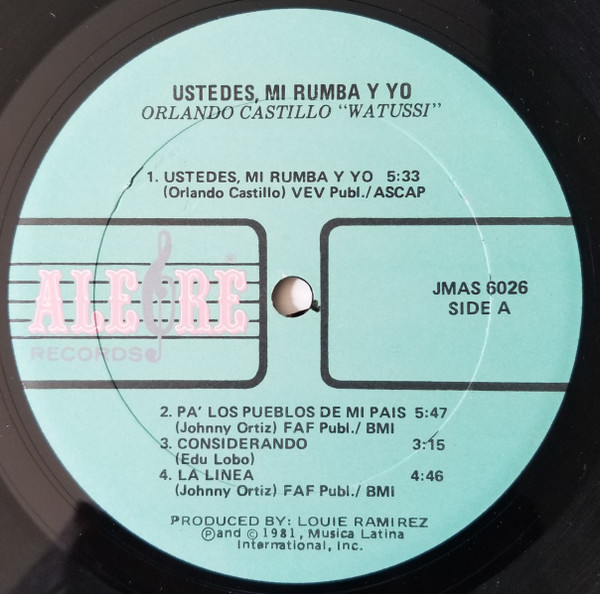 USTEDES, MI RUMBA Y YO
ORLANDO CASTILLO "WATUSSI"
1. USTEDES, MI RUMBA Y YO 5:33
(Orlando Castillo) VEV Publ./ASCAP
ALEGRE
RECORDS
®
JMAS 6026
SIDE A
2. PA' LOS PUEBLOS DE MI PAIS 5:47
(Johnny Ortiz) FAF Publ./ BMI
3. CONSIDERANDO 3:15
(Edu Lobo)
4. LA LINEA 4:46
(Johnny Ortiz) FAF Publ./ BMI
PRODUCED BY: LOUIE RAMIREZ
Ⓟand © 1981, Musica Latina
International, Inc.